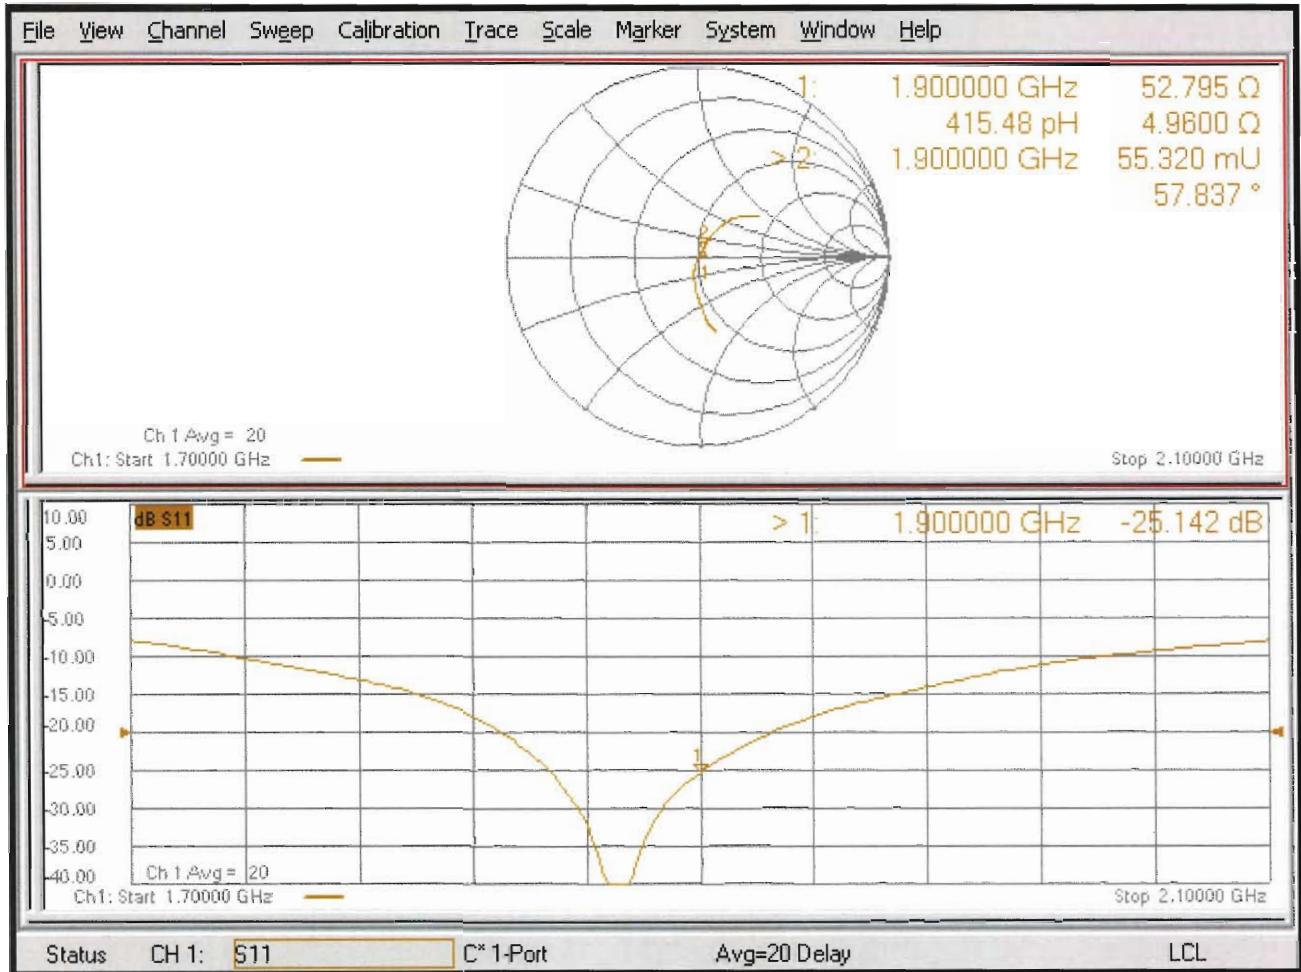 File View Channel Sweep Calibration Trace Scale Marker System Window Help
1: 1.900000 GHz 52.795 Ω
415.48 pH 4.9600 Ω
> 2: 1.900000 GHz 55.320 mU
57.837 °
2
1
Ch 1 Avg = 20
Ch1: Start 1.70000 GHz
Stop 2.10000 GHz
10.00
dB S11
> 1: 1.900000 GHz -25.142 dB
5.00
0.00
-5.00
-10.00
-15.00
-20.00
-25.00
1
-30.00
-35.00
-40.00
Ch 1 Avg = 20
Ch1: Start 1.70000 GHz
Stop 2.10000 GHz
Status CH 1: S11 C* 1-Port Avg=20 Delay LCL